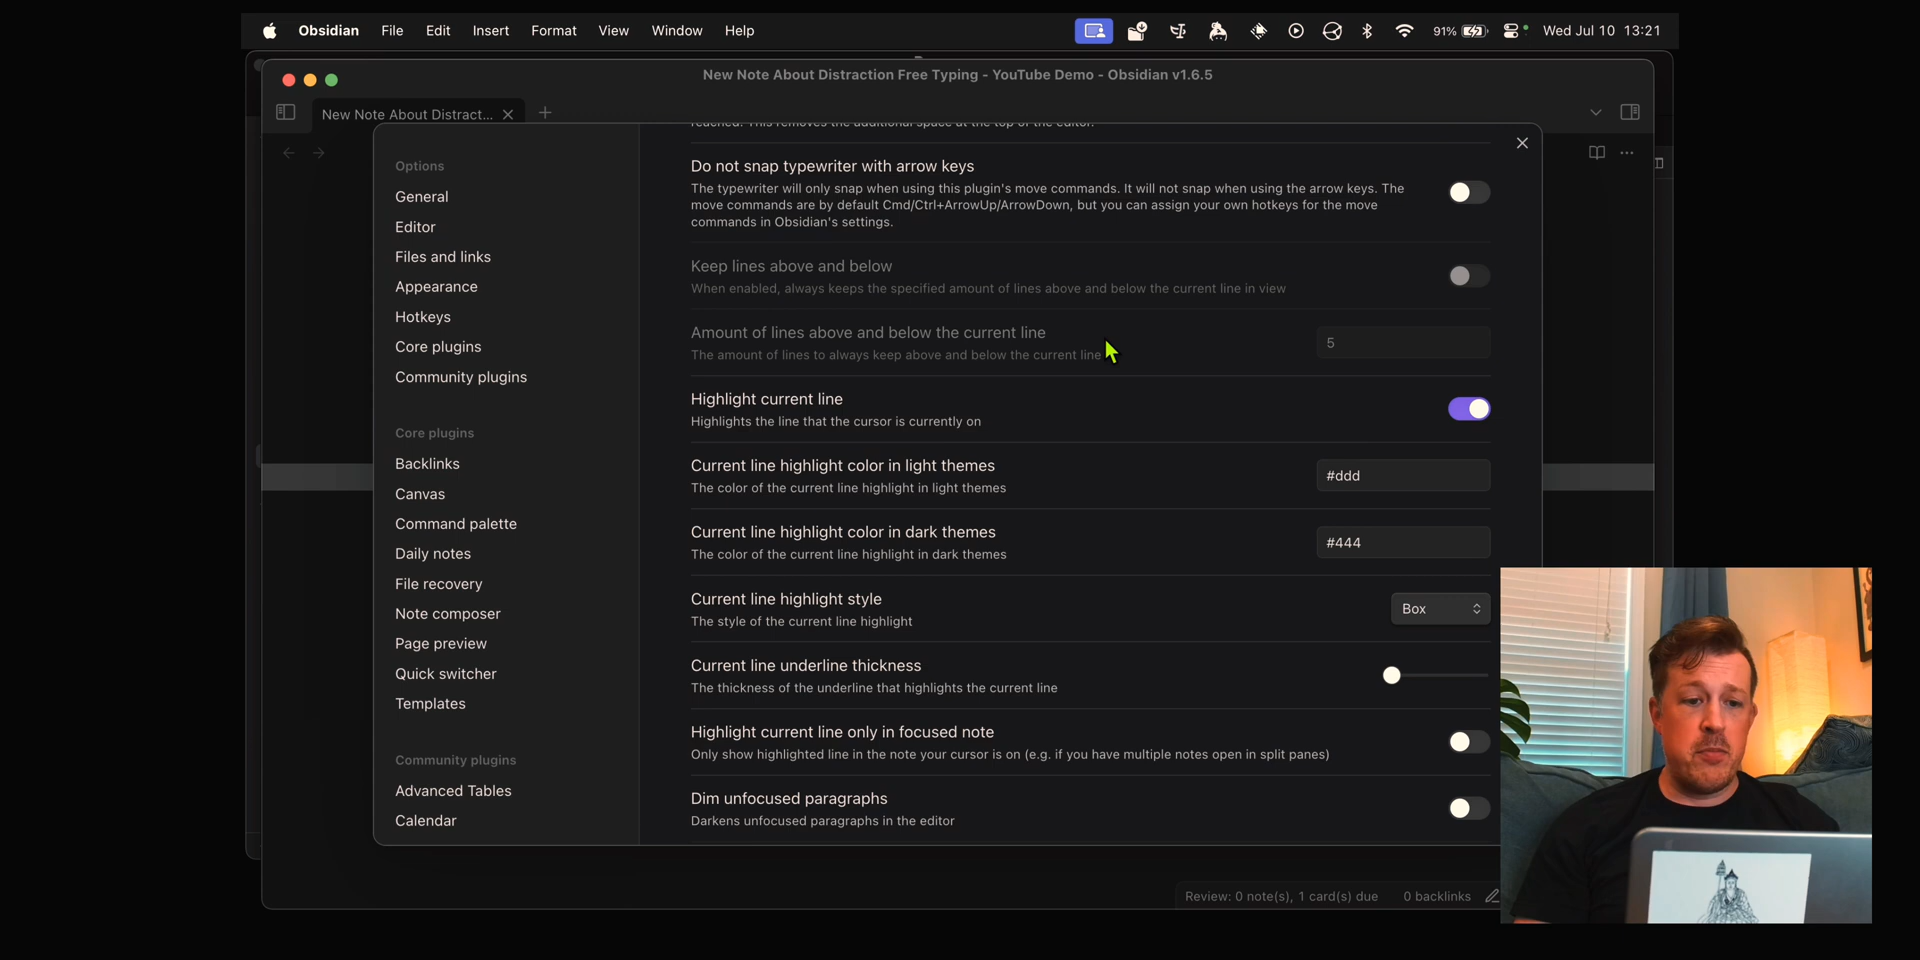 Obsidian File Edit Insert Format View Window Help 91% Wed Jul 10 13:21
New Note About Distraction Free Typing - YouTube Demo - Obsidian v1.6.5
New Note About Distract...
reached. This removes the additional space at the top of the editor.
Options
General
Editor
Files and links
Appearance
Hotkeys
Core plugins
Community plugins
Core plugins
Backlinks
Canvas
Command palette
Daily notes
File recovery
Note composer
Page preview
Quick switcher
Templates
Community plugins
Advanced Tables
Calendar
Do not snap typewriter with arrow keys
The typewriter will only snap when using this plugin's move commands. It will not snap when using the arrow keys. The
move commands are by default Cmd/Ctrl+ArrowUp/ArrowDown, but you can assign your own hotkeys for the move
commands in Obsidian's settings.
Keep lines above and below
When enabled, always keeps the specified amount of lines above and below the current line in view
Amount of lines above and below the current line
The amount of lines to always keep above and below the current line
5
Highlight current line
Highlights the line that the cursor is currently on
Current line highlight color in light themes
The color of the current line highlight in light themes
#ddd
Current line highlight color in dark themes
The color of the current line highlight in dark themes
#444
Current line highlight style
The style of the current line highlight
Box
Current line underline thickness
The thickness of the underline that highlights the current line
Highlight current line only in focused note
Only show highlighted line in the note your cursor is on (e.g. if you have multiple notes open in split panes)
Dim unfocused paragraphs
Darkens unfocused paragraphs in the editor
Review: 0 note(s), 1 card(s) due 0 backlinks